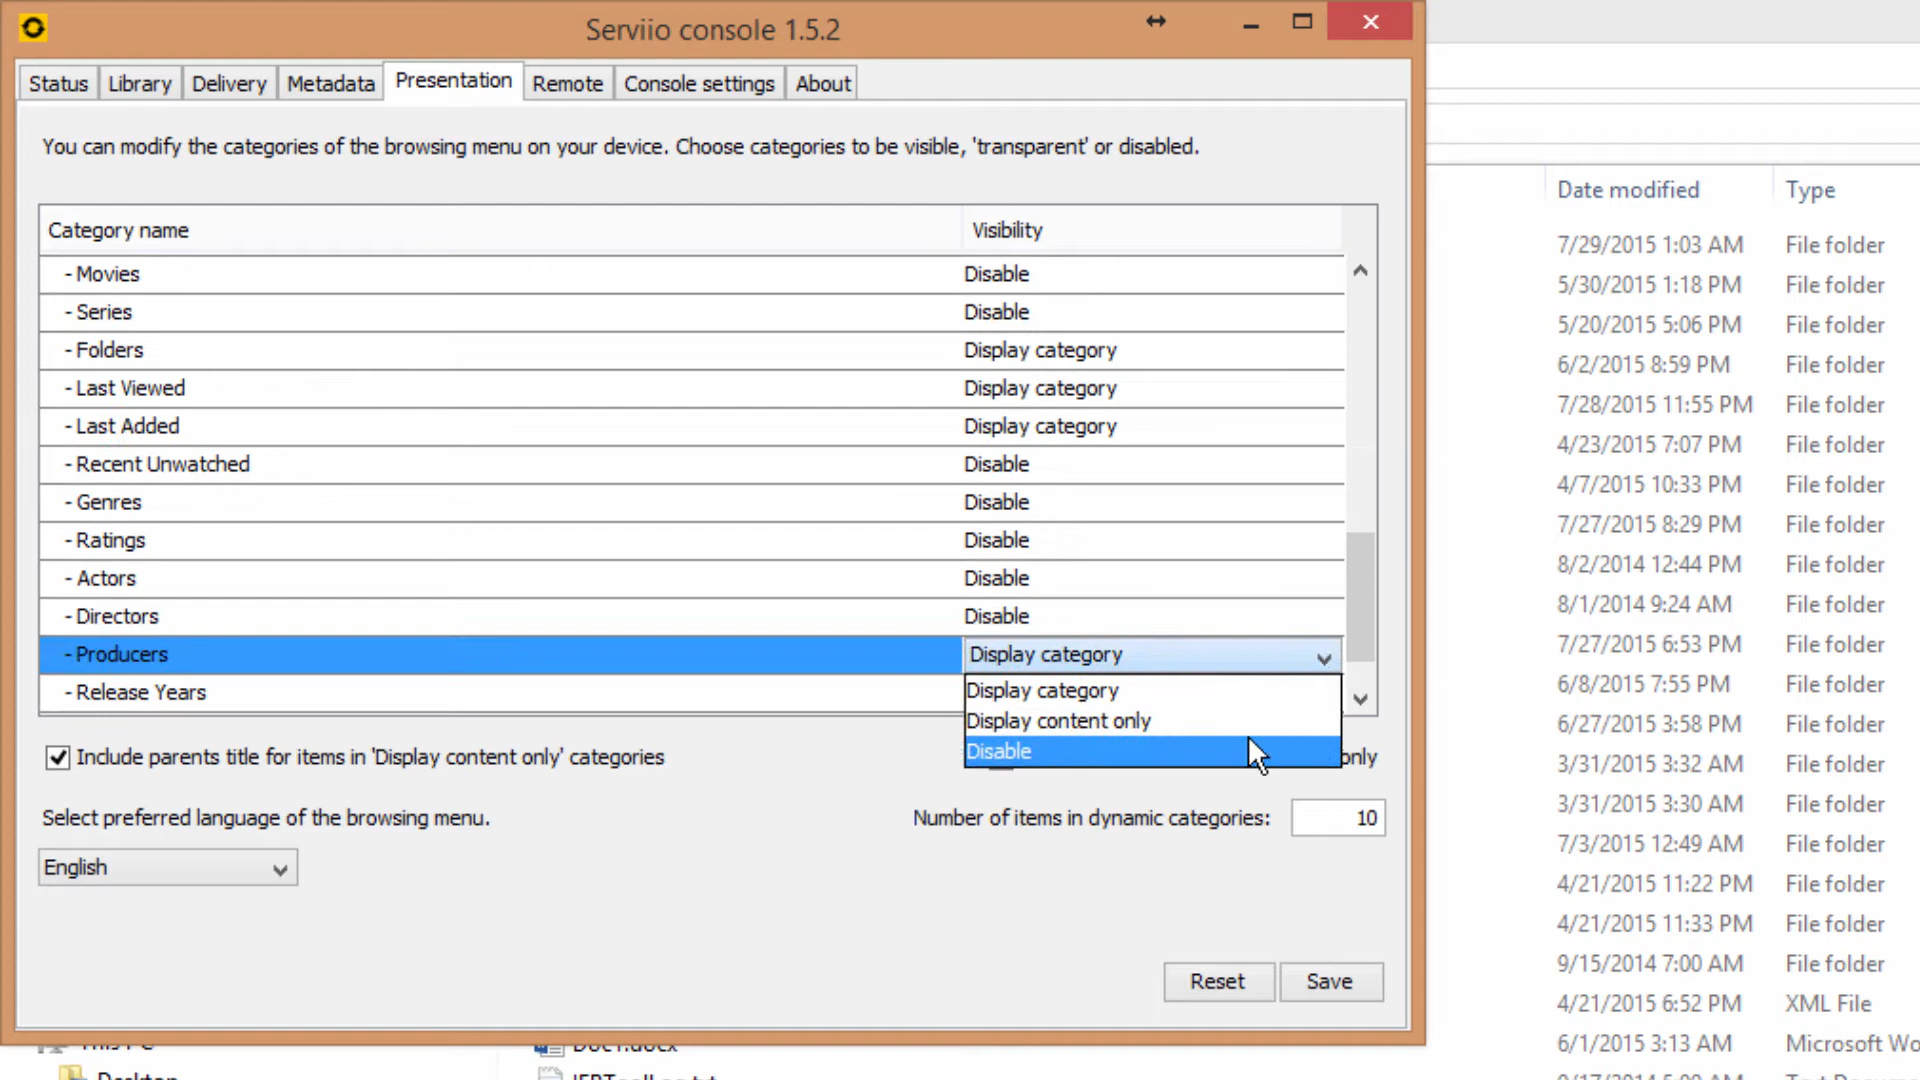 Serviio console 1.5.2
Status Library Delivery Metadata Presentation Remote Console settings About
You can modify the categories of the browsing menu on your device. Choose categories to be visible, 'transparent' or disabled.
Category name Visibility
- Movies Disable
- Series Disable
- Folders Display category
- Last Viewed Display category
- Last Added Display category
- Recent Unwatched Disable
- Genres Disable
- Ratings Disable
- Actors Disable
- Directors Disable
- Producers Display category
- Release Years
Display category
Display content only
Disable
Include parents title for items in 'Display content only' categories only
Select preferred language of the browsing menu. Number of items in dynamic categories: 10
English
Reset Save
Date modified Type
7/29/2015 1:03 AM File folder
5/30/2015 1:18 PM File folder
5/20/2015 5:06 PM File folder
6/2/2015 8:59 PM File folder
7/28/2015 11:55 PM File folder
4/23/2015 7:07 PM File folder
4/7/2015 10:33 PM File folder
7/27/2015 8:29 PM File folder
8/2/2014 12:44 PM File folder
8/1/2014 9:24 AM File folder
7/27/2015 6:53 PM File folder
6/8/2015 7:55 PM File folder
6/27/2015 3:58 PM File folder
3/31/2015 3:32 AM File folder
3/31/2015 3:30 AM File folder
7/3/2015 12:49 AM File folder
4/21/2015 11:22 PM File folder
4/21/2015 11:33 PM File folder
9/15/2014 7:00 AM File folder
4/21/2015 6:52 PM XML File
6/1/2015 3:13 AM Microsoft Wo
This PC
Desktop